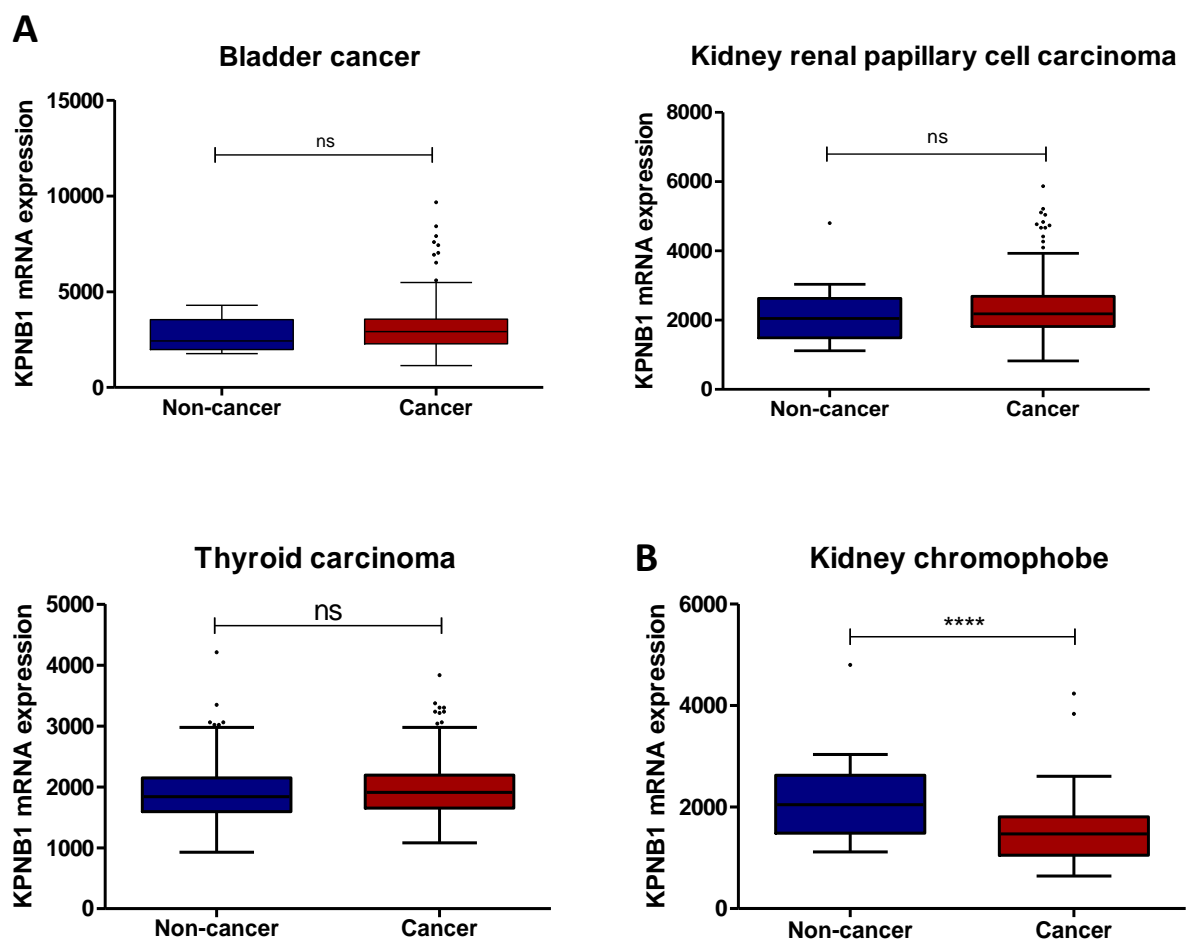 A
Bladder cancer
KPNB1 mRNA expression
15000
10000
5000
0
ns
Non-cancer
Cancer
Kidney renal papillary cell carcinoma
KPNB1 mRNA expression
8000
6000
4000
2000
0
ns
Non-cancer
Cancer
Thyroid carcinoma
KPNB1 mRNA expression
5000
4000
3000
2000
1000
0
ns
Non-cancer
Cancer
B
Kidney chromophobe
KPNB1 mRNA expression
6000
4000
2000
0
****
Non-cancer
Cancer